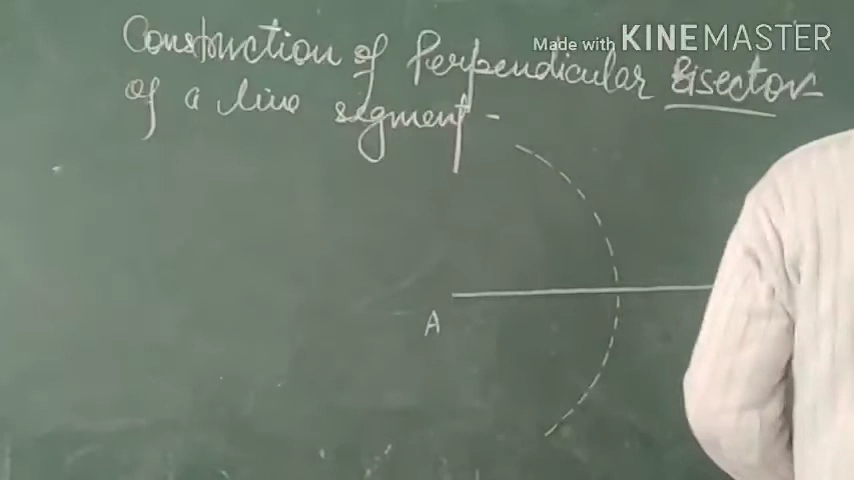 Made with KINEMASTER
Construction of Perpendicular Bisector
of a line segment -
A